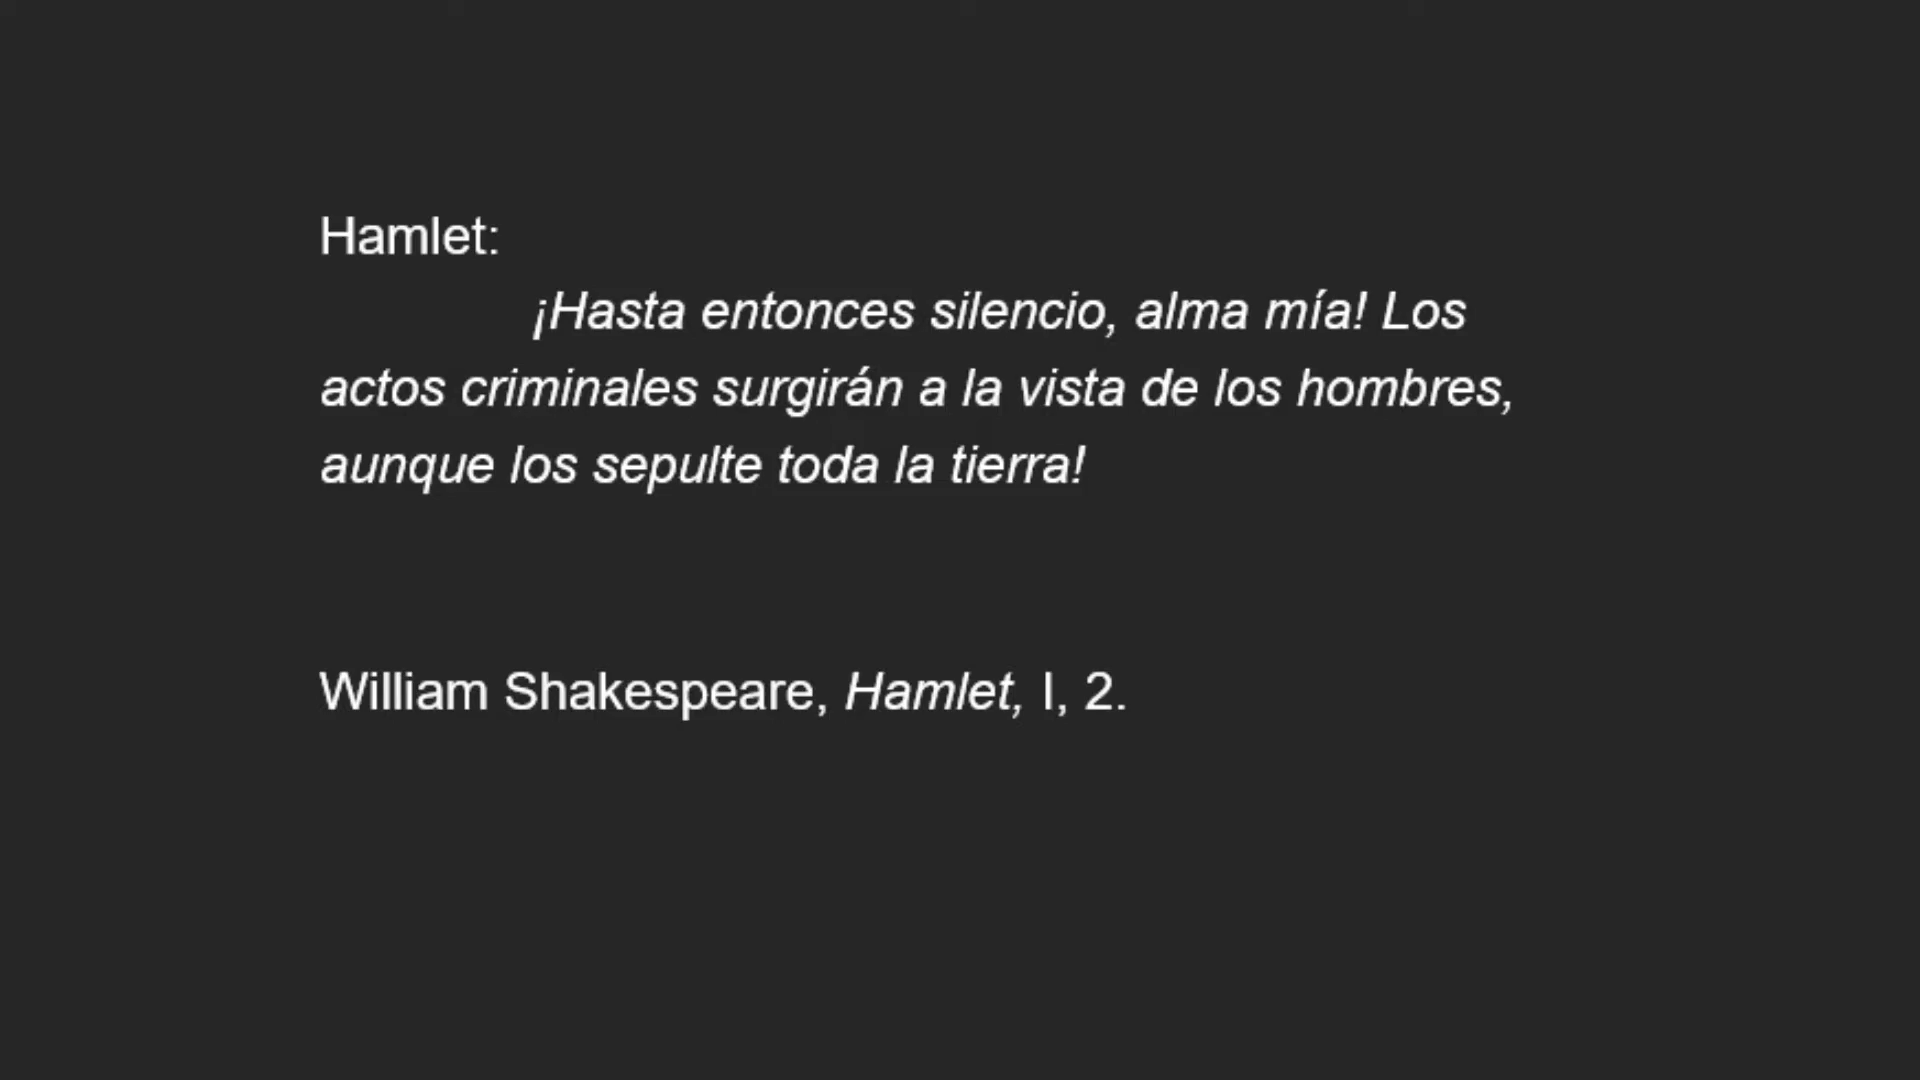 Hamlet:
¡Hasta entonces silencio, alma mía! Los
actos criminales surgirán a la vista de los hombres,
aunque los sepulte toda la tierra!
William Shakespeare, Hamlet, I, 2.